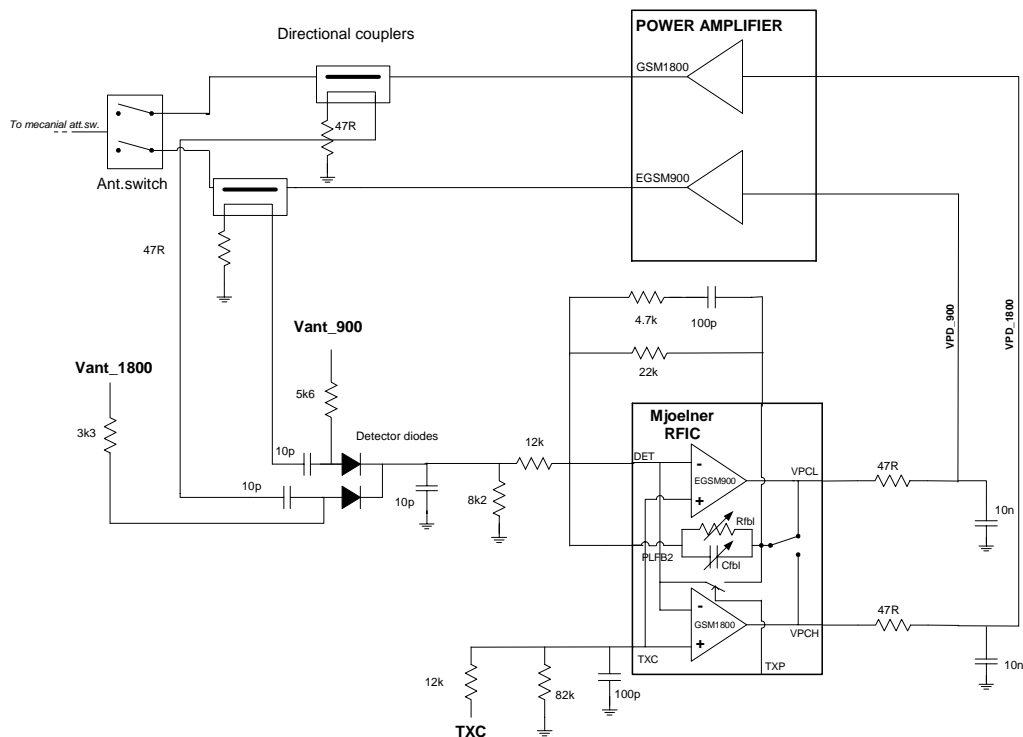 POWER AMPLIFIER
Directional couplers
GSM1800
To mecanial att.sw.
47R
EGSM900
Ant.switch
47R
4.7k
100p
VPD_900
VPD_1800
Vant_900
22k
Vant_1800
5k6
Mjoelner
RFIC
3k3
Detector diodes
12k
10p
DET
-
EGSM900
+
VPCL
47R
10p
10p
8k2
10n
Rfbl
PLFB2
Cfbl
-
GSM1800
+
47R
VPCH
TXC
TXP
10n
12k
82k
100p
TXC